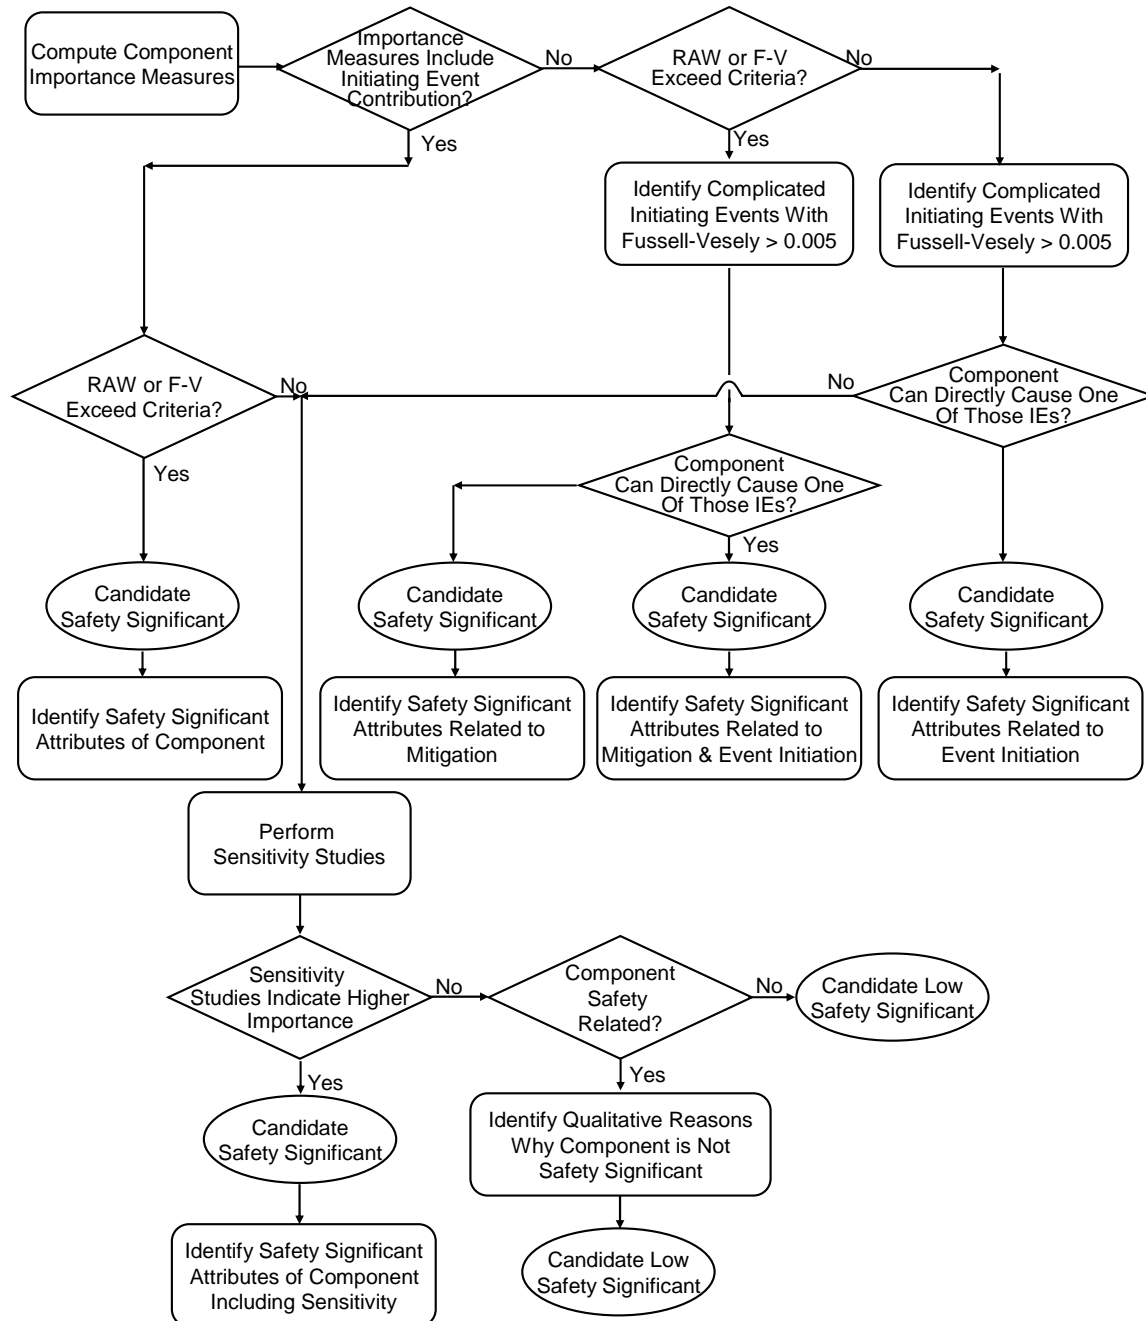 Compute Component
Importance Measures
Importance
Measures Include
Initiating Event
Contribution?
No
RAW or F-V
Exceed Criteria?
No
Yes
Yes
Identify Complicated
Initiating Events With
Fussell-Vesely > 0.005
Identify Complicated
Initiating Events With
Fussell-Vesely > 0.005
RAW or F-V
Exceed Criteria?
No
No
Component
Can Directly Cause One
Of Those IEs?
Yes
Component
Can Directly Cause One
Of Those IEs?
Yes
Candidate
Safety Significant
Candidate
Safety Significant
Candidate
Safety Significant
Candidate
Safety Significant
Identify Safety Significant
Attributes of Component
Identify Safety Significant
Attributes Related to
Mitigation
Identify Safety Significant
Attributes Related to
Mitigation & Event Initiation
Identify Safety Significant
Attributes Related to
Event Initiation
Perform
Sensitivity Studies
Sensitivity
Studies Indicate Higher
Importance
No
Component
Safety
Related?
No
Candidate Low
Safety Significant
Yes
Yes
Candidate
Safety Significant
Identify Qualitative Reasons
Why Component is Not
Safety Significant
Identify Safety Significant
Attributes of Component
Including Sensitivity
Candidate Low
Safety Significant